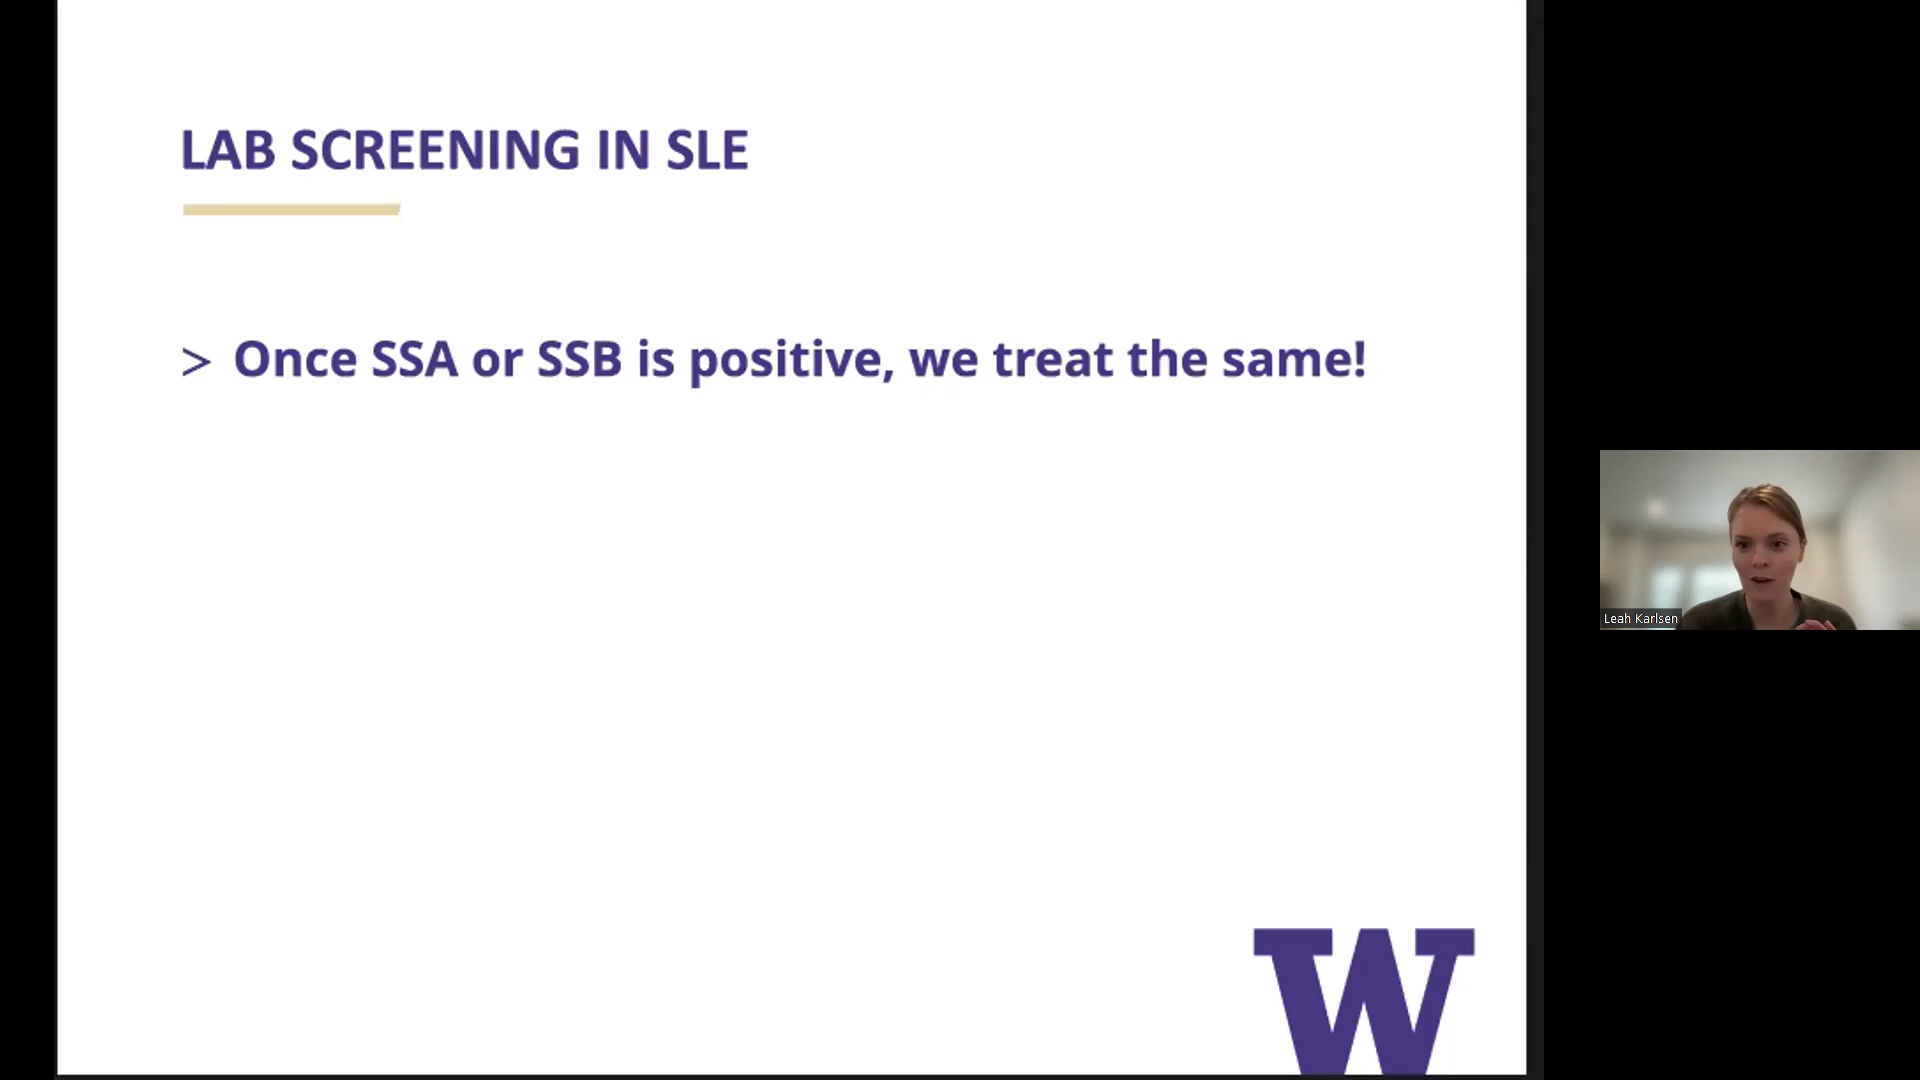 LAB SCREENING IN SLE
> Once SSA or SSB is positive, we treat the same!
Leah Karlsen
W